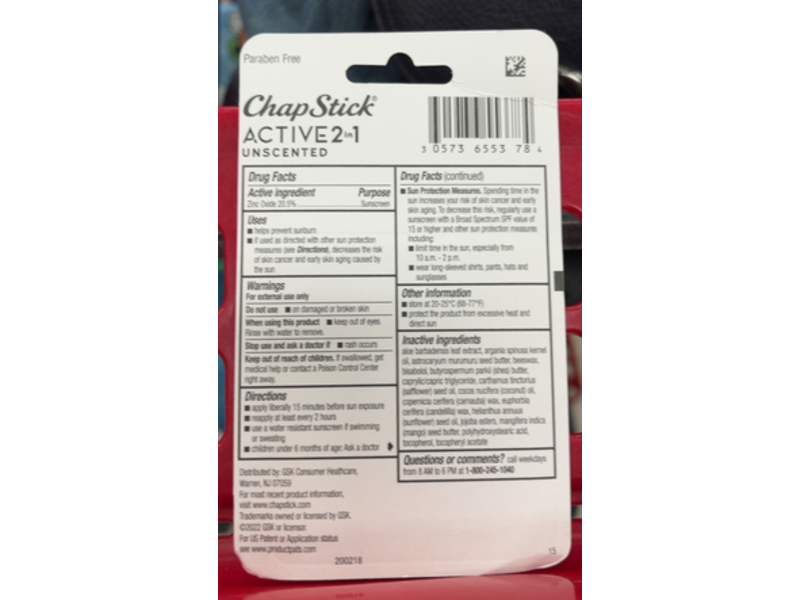 Paraben Free
ChapStick®
ACTIVE 2in1
UNSCENTED
3 0573 6553 78 4
Drug Facts
Active ingredient Purpose
Zinc Oxide 20.5% Sunscreen
Uses
■ helps prevent sunburn
■ if used as directed with other sun protection
measures (see Directions), decreases the risk
of skin cancer and early skin aging caused by
the sun
Warnings
For external use only
Do not use ■ on damaged or broken skin
When using this product ■ keep out of eyes.
Rinse with water to remove.
Stop use and ask a doctor if ■ rash occurs
Keep out of reach of children. If swallowed, get
medical help or contact a Poison Control Center
right away.
Directions
■ apply liberally 15 minutes before sun exposure
■ reapply at least every 2 hours
■ use a water resistant sunscreen if swimming
or sweating
■ children under 6 months of age: Ask a doctor
Drug Facts (continued)
■ Sun Protection Measures. Spending time in the
sun increases your risk of skin cancer and early
skin aging. To decrease this risk, regularly use a
sunscreen with a Broad Spectrum SPF value of
15 or higher and other sun protection measures
including:
■ limit time in the sun, especially from
10 a.m. - 2 p.m.
■ wear long-sleeved shirts, pants, hats and
sunglasses
Other information
■ store at 20-25°C (68-77°F)
■ protect the product from excessive heat and
direct sun
Inactive ingredients
aloe barbadensis leaf extract, argania spinosa kernel
oil, astrocaryum murumuru seed butter, beeswax,
bisabolol, butyrospermum parkii (shea) butter,
caprylic/capric triglyceride, carthamus tinctorius
(safflower) seed oil, cocos nucifera (coconut) oil,
copernicia cerifera (carnauba) wax, euphorbia
cerifera (candelilla) wax, helianthus annuus
(sunflower) seed oil, jojoba esters, mangifera indica
(mango) seed butter, polyhydroxystearic acid,
tocopherol, tocopheryl acetate
Questions or comments? call weekdays
from 8 AM to 6 PM at 1-800-245-1040
Distributed by: GSK Consumer Healthcare,
Warren, NJ 07059
For most recent product information,
visit www.chapstick.com
Trademarks owned or licensed by GSK.
©2022 GSK or licensor.
For US Patent or Application status
see www.productpats.com
200218
15